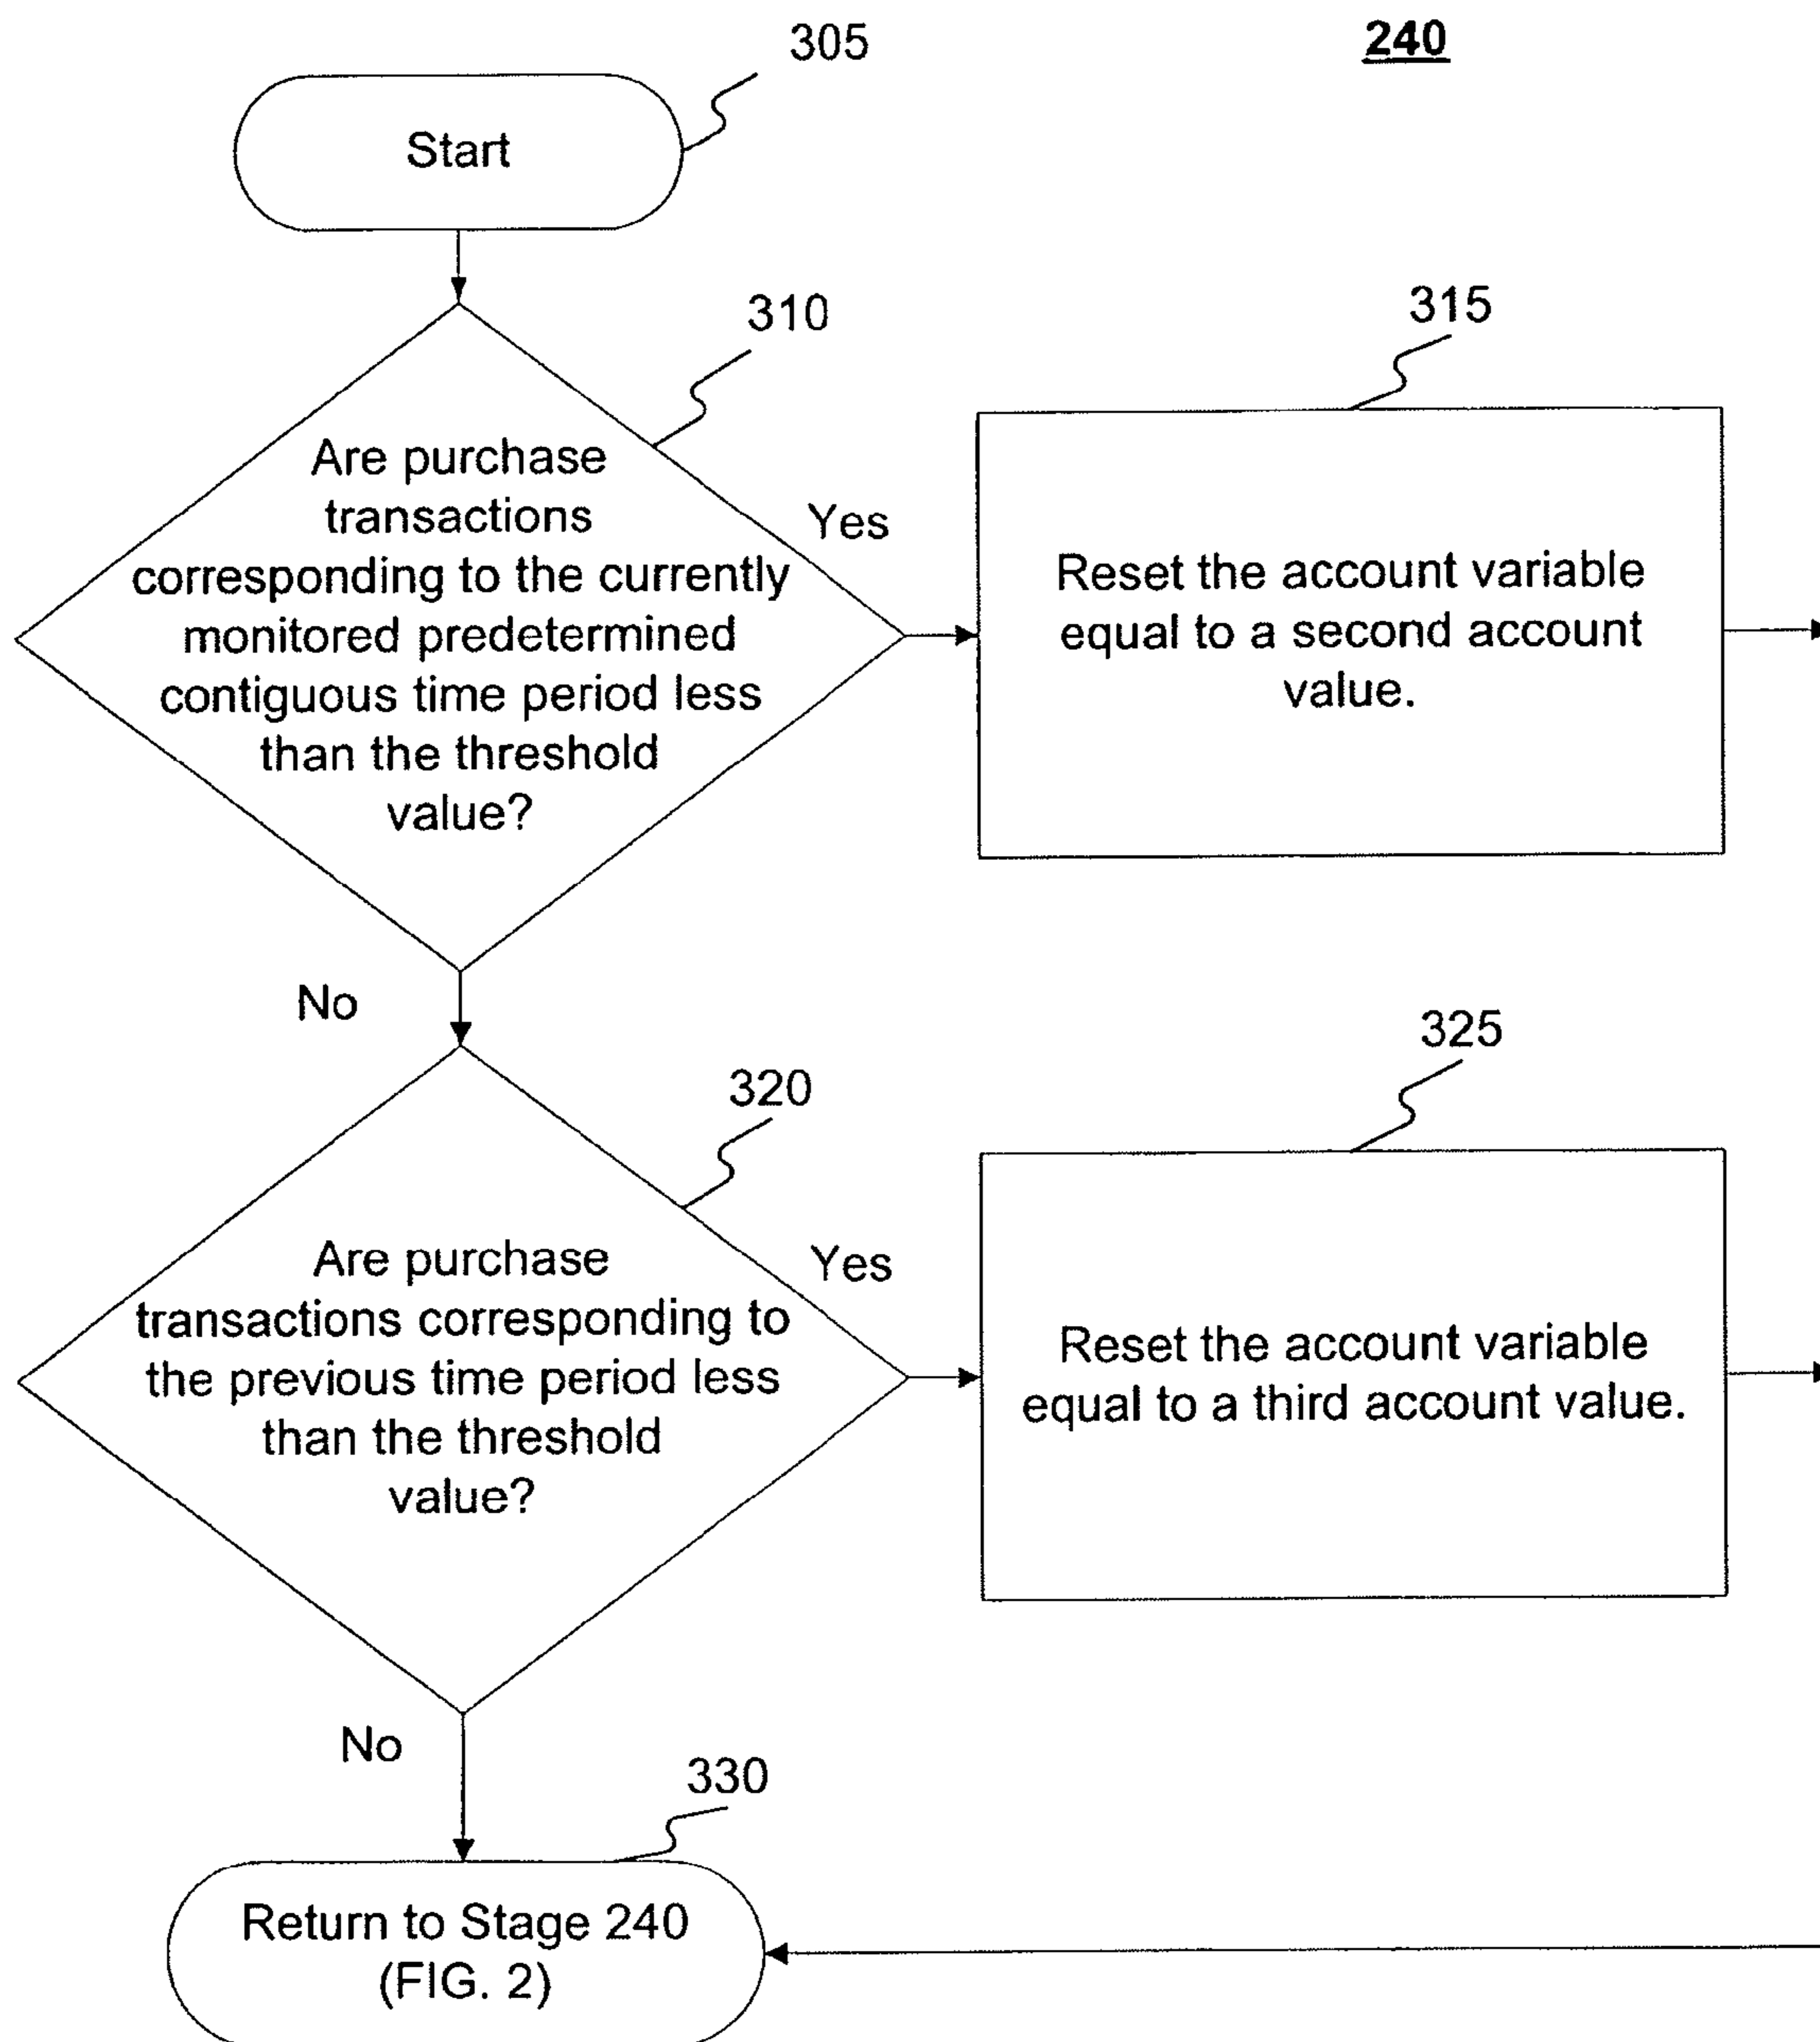 240
305
Start
310
Are purchase
transactions
corresponding to the currently
monitored predetermined
contiguous time period less
than the threshold
value?
Yes
315
Reset the account variable
equal to a second account
value.
No
320
Are purchase
transactions corresponding to
the previous time period less
than the threshold
value?
Yes
325
Reset the account variable
equal to a third account value.
No
330
Return to Stage 240
(FIG. 2)